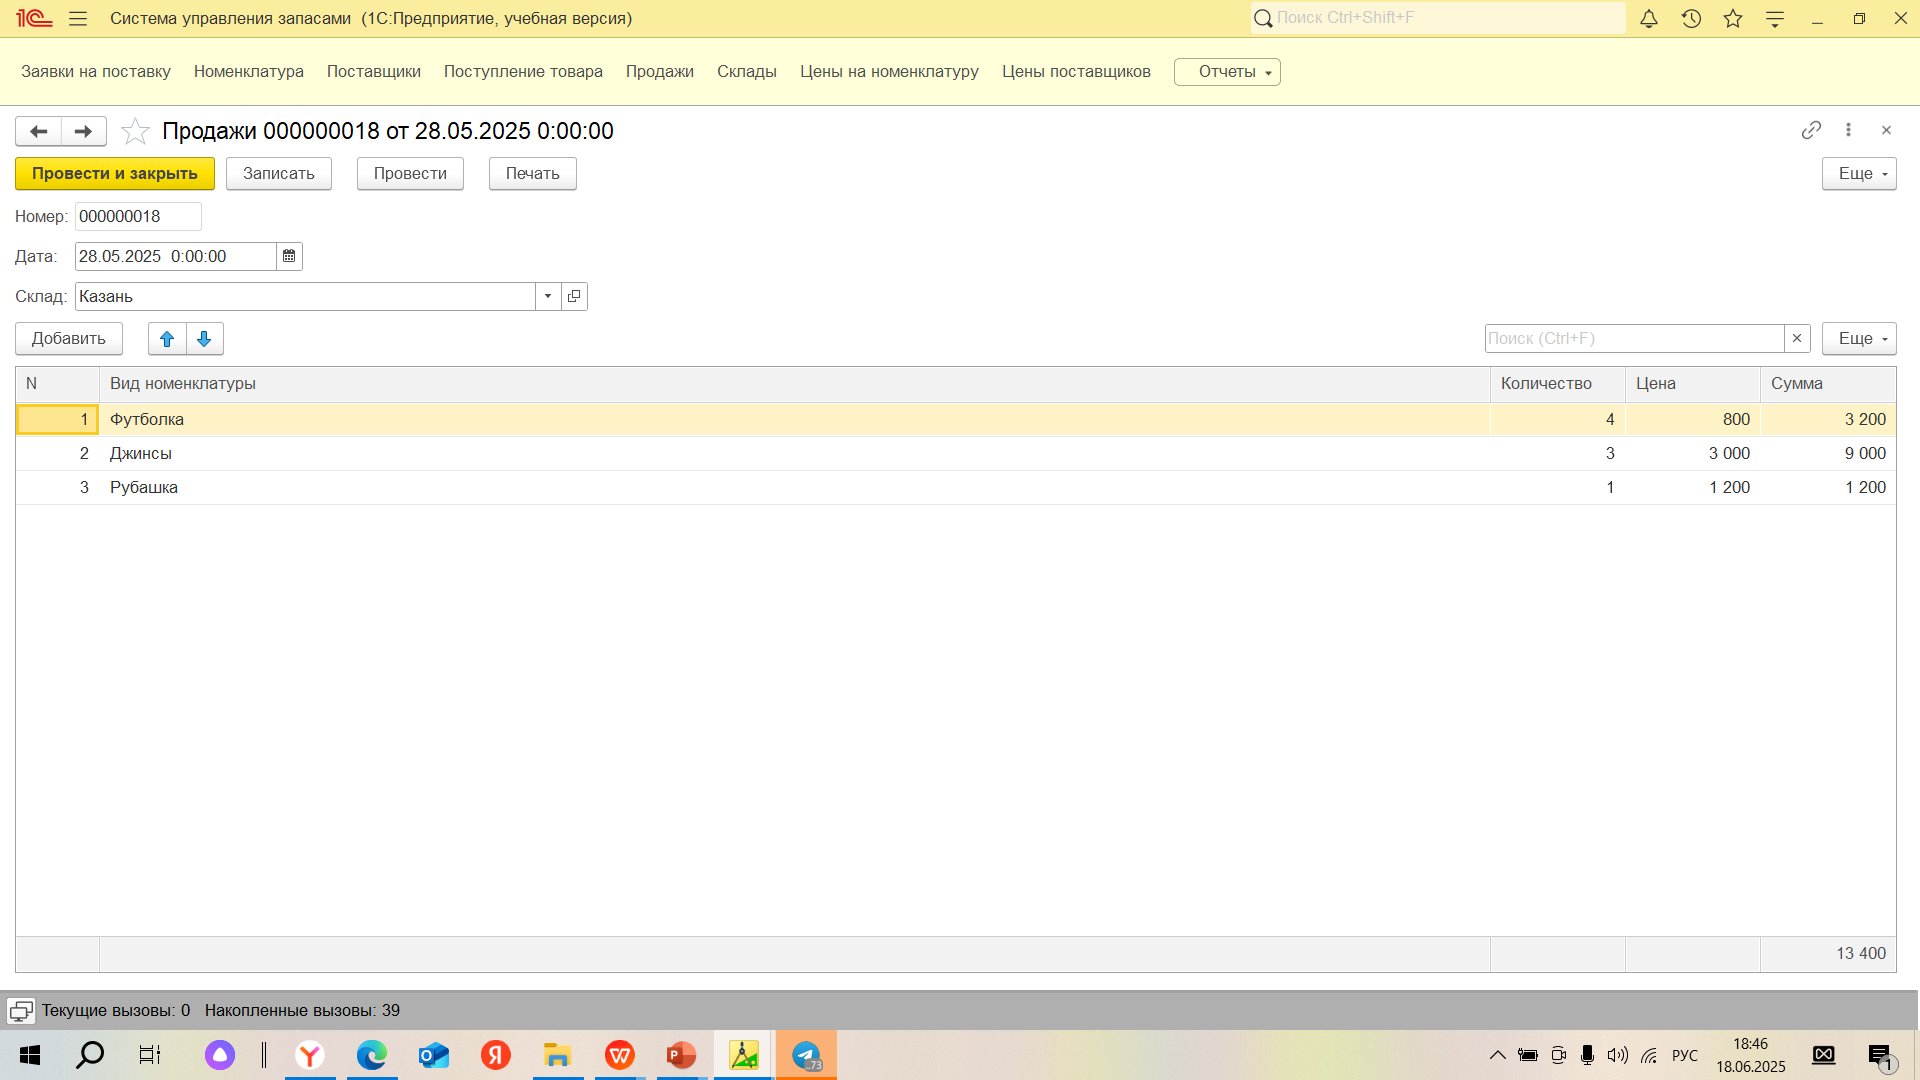 1С Система управления запасами (1С:Предприятие, учебная версия) Поиск Ctrl+Shift+F
Заявки на поставку Номенклатура Поставщики Поступление товара Продажи Склады Цены на номенклатуру Цены поставщиков Отчеты
Продажи 000000018 от 28.05.2025 0:00:00
Провести и закрыть Записать Провести Печать Еще
Номер: 000000018
Дата: 28.05.2025 0:00:00
Склад: Казань
Добавить Поиск (Ctrl+F) Еще
N Вид номенклатуры Количество Цена Сумма
1 Футболка 4 800 3 200
2 Джинсы 3 3 000 9 000
3 Рубашка 1 1 200 1 200
13 400
Текущие вызовы: 0 Накопленные вызовы: 39
Y O Я W P 73 РУС 18:46
18.06.2025 1